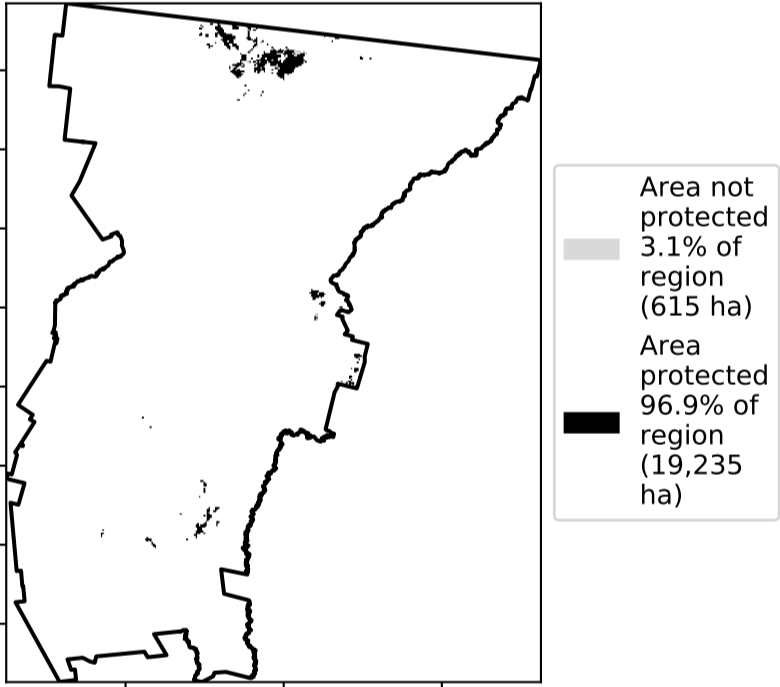 Area not
protected
3.1% of
region
(615 ha)
Area
protected
96.9% of
region
(19,235
ha)